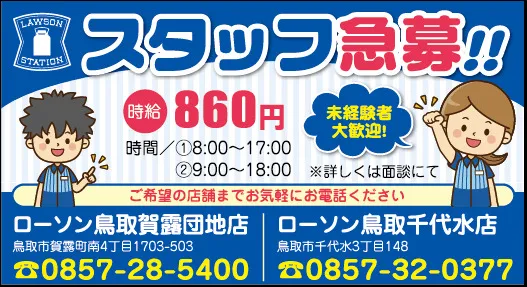 LAWSON
STATION
スタッフ急募!!
時給 860円
未経験者
大歓迎!
時間／①8:00〜17:00
②9:00〜18:00 ※詳しくは面談にて
ご希望の店舗までお気軽にお電話ください
ローソン鳥取賀露団地店
鳥取市賀露町南4丁目1703-503
☎0857-28-5400
ローソン鳥取千代水店
鳥取市千代水3丁目148
☎0857-32-0377